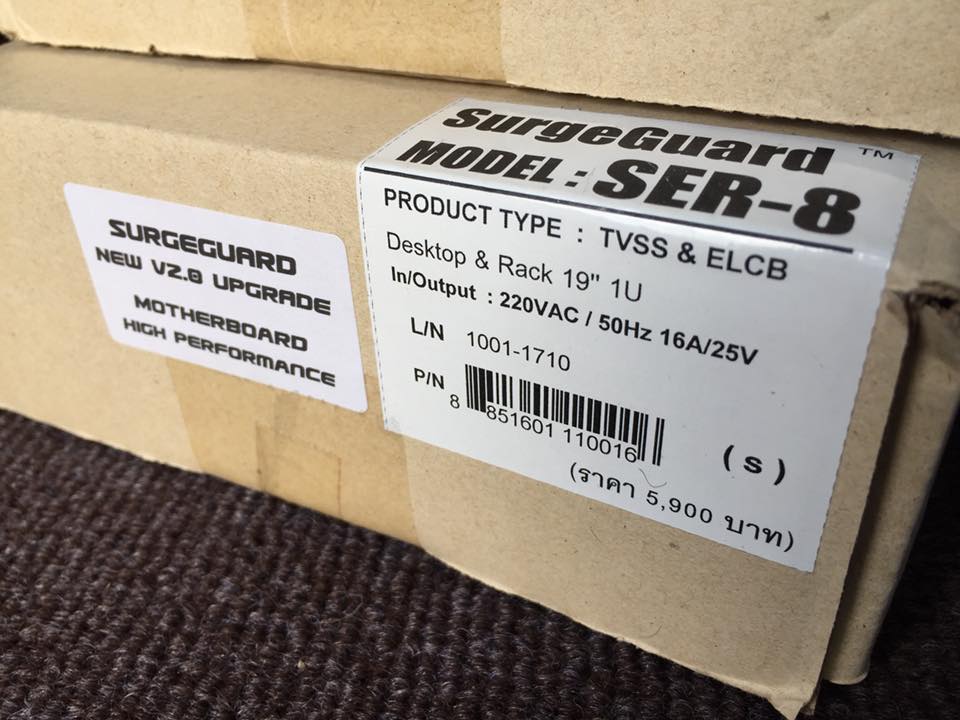 SURGEGUARD
NEW V2.0 UPGRADE
MOTHERBOARD
HIGH PERFORMANCE
SurgeGuard ™
MODEL : SER-8
PRODUCT TYPE : TVSS & ELCB
Desktop & Rack 19" 1U
In/Output : 220VAC / 50Hz 16A/25V
L/N 1001-1710
P/N
8 851601 110016
(s)
(ราคา 5,900 บาท)